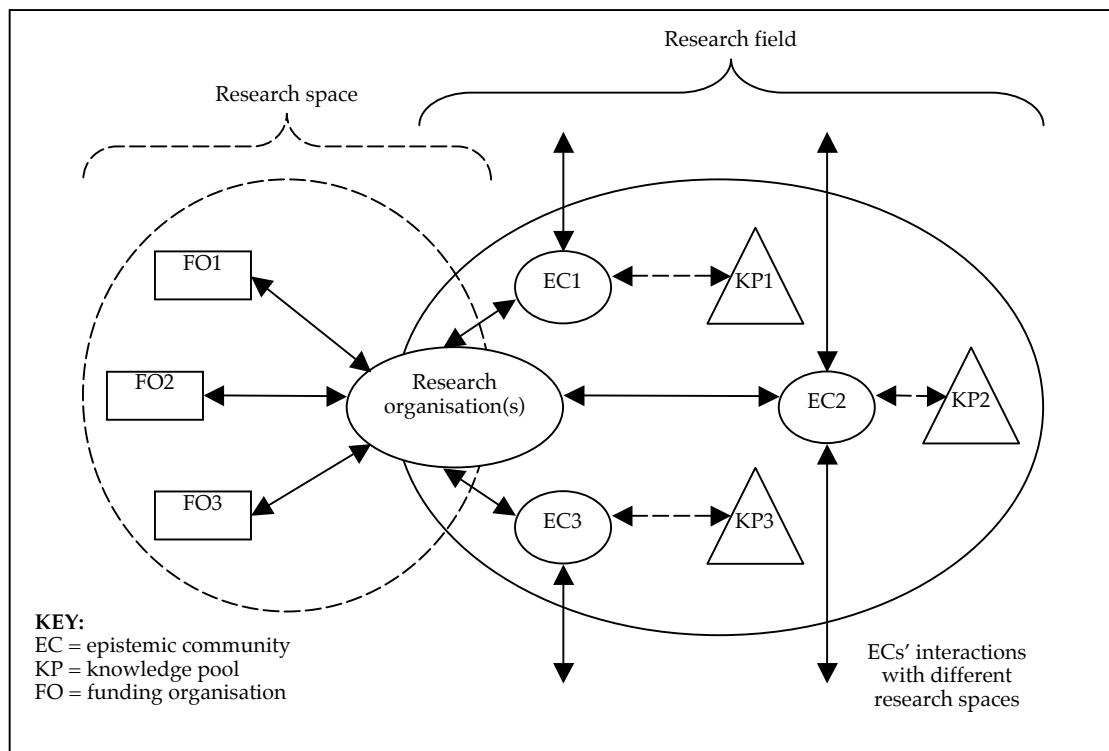 Research field
Research space
FO1
EC1
KP1
FO2
Research
organisation(s)
EC2
KP2
FO3
EC3
KP3
KEY:
EC = epistemic community
KP = knowledge pool
FO = funding organisation
ECs’ interactions
with different
research spaces